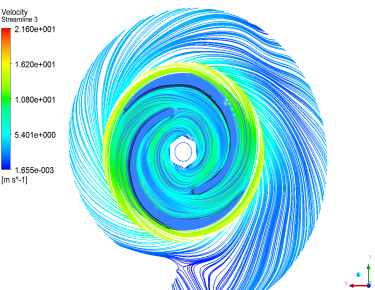 Velocity
Streamline 3
2.160e+001
1.620e+001
1.080e+001
5.401e+000
1.655e-003
[m s^-1]